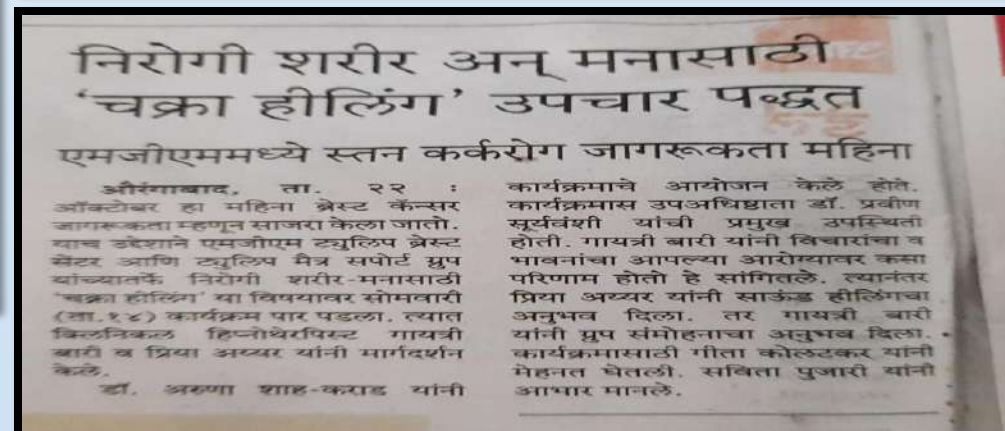 निरोगी शरीर अन् मनासाठी
'चक्रा हीलिंग' उपचार पद्धत
एमजीएममध्ये स्तन कर्करोग जागरूकता महिना
औरंगाबाद, ता. २२ :
ऑक्टोबर हा महिना ब्रेस्ट कॅन्सर
जागरूकता म्हणून साजरा केला जातो.
याच उद्देशाने एमजीएम ट्युलिप ब्रेस्ट
सेंटर आणि ट्युलिप मैत्र सपोर्ट ग्रुप
यांच्यातर्फे निरोगी शरीर-मनासाठी
'चक्रा हीलिंग' या विषयावर सोमवारी
(ता.१४) कार्यक्रम पार पडला. त्यात
क्लिनिकल हिप्नोथेरपिस्ट गायत्री
बारी व प्रिया अय्यर यांनी मार्गदर्शन
केले.
डॉ. अरुणा शाह-कराड यांनी
कार्यक्रमाचे आयोजन केले होते.
कार्यक्रमास उपअधिष्ठाता डॉ. प्रवीण
सूर्यवंशी यांची प्रमुख उपस्थिती
होती. गायत्री बारी यांनी विचारांचा व
भावनांचा आपल्या आरोग्यावर कसा
परिणाम होतो हे सांगितले. त्यानंतर
प्रिया अय्यर यांनी साऊंड हीलिंगचा
अनुभव दिला. तर गायत्री बारी
यांनी ग्रुप संमोहनाचा अनुभव दिला.
कार्यक्रमासाठी गीता कोलटकर यांनी
मेहनत घेतली. सविता पुजारी यांनी
आभार मानले.